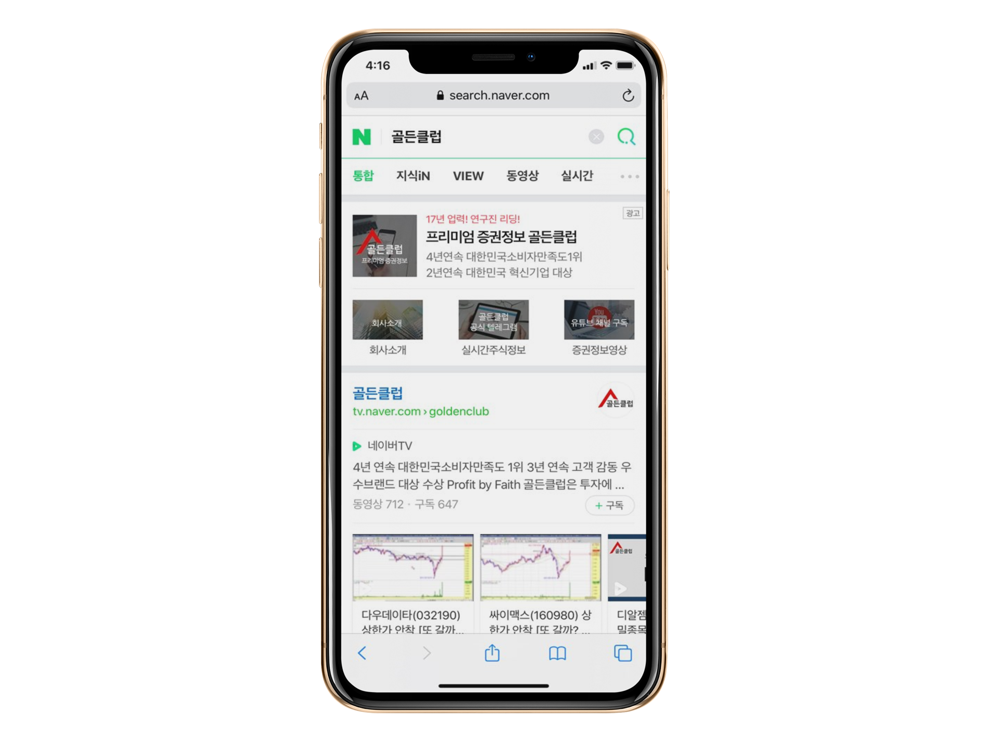 4:16
AA search.naver.com
N 골든클럽
통합 지식iN VIEW 동영상 실시간
광고
17년 업력! 연구진 리딩!
프리미엄 증권정보 골든클럽
4년연속 대한민국소비자만족도1위
2년연속 대한민국 혁신기업 대상
골든클럽
프리미엄 증권정보
회사소개
골든클럽
공식 텔레그램
You
유튜브 채널 구독
회사소개 실시간주식정보 증권정보영상
골든클럽
tv.naver.com › goldenclub
골든클럽
네이버TV
4년 연속 대한민국소비자만족도 1위 3년 연속 고객 감동 우
수브랜드 대상 수상 Profit by Faith 골든클럽은 투자에 ...
동영상 712 · 구독 647
+ 구독
골든클럽
다우데이타(032190)
상한가 안착 [또 갈까...
싸이맥스(160980) 상
한가 안착 [또 갈까? ...
디알젬
밀종목